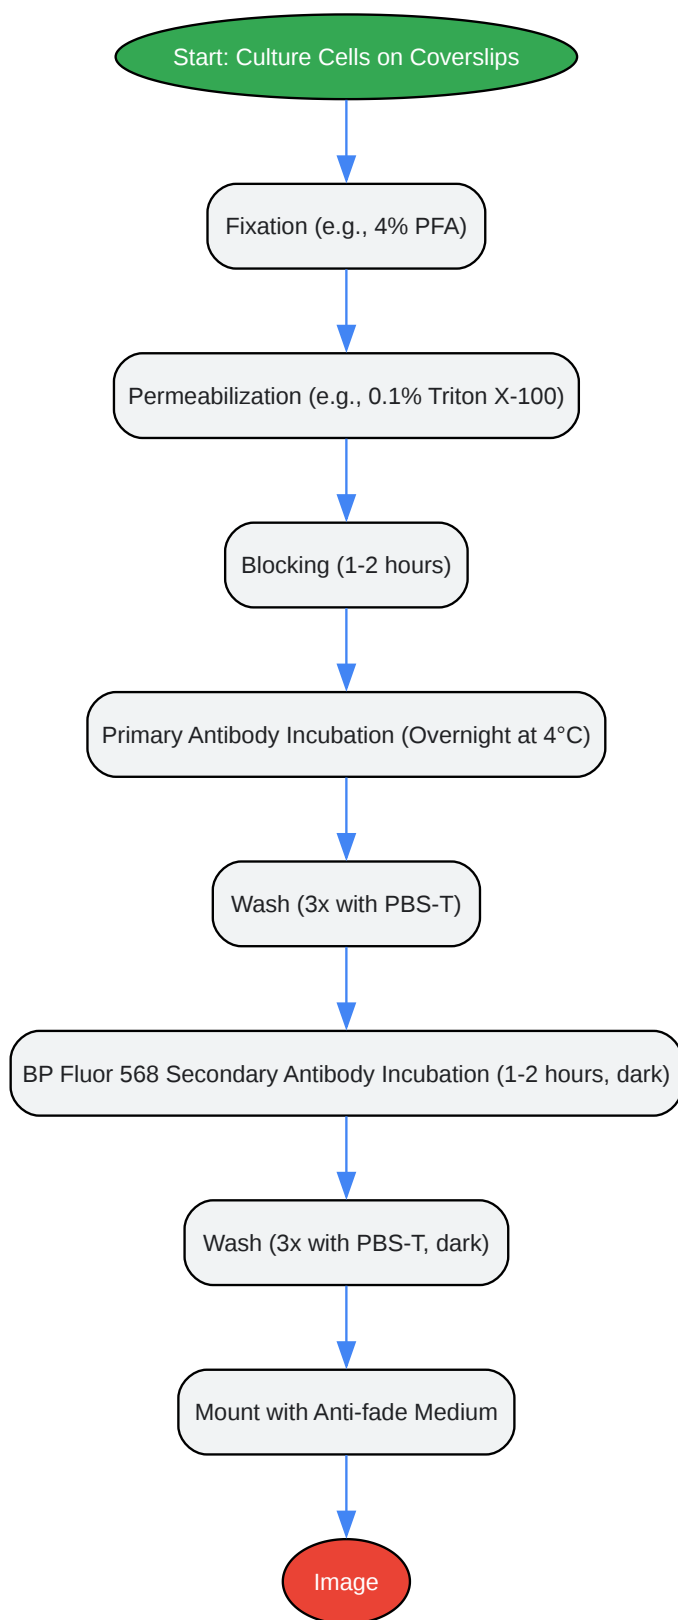 Start: Culture Cells on Coverslips
Fixation (e.g., 4% PFA)
Permeabilization (e.g., 0.1% Triton X-100)
Blocking (1-2 hours)
Primary Antibody Incubation (Overnight at 4°C)
Wash (3x with PBS-T)
BP Fluor 568 Secondary Antibody Incubation (1-2 hours, dark)
Wash (3x with PBS-T, dark)
Mount with Anti-fade Medium
Image